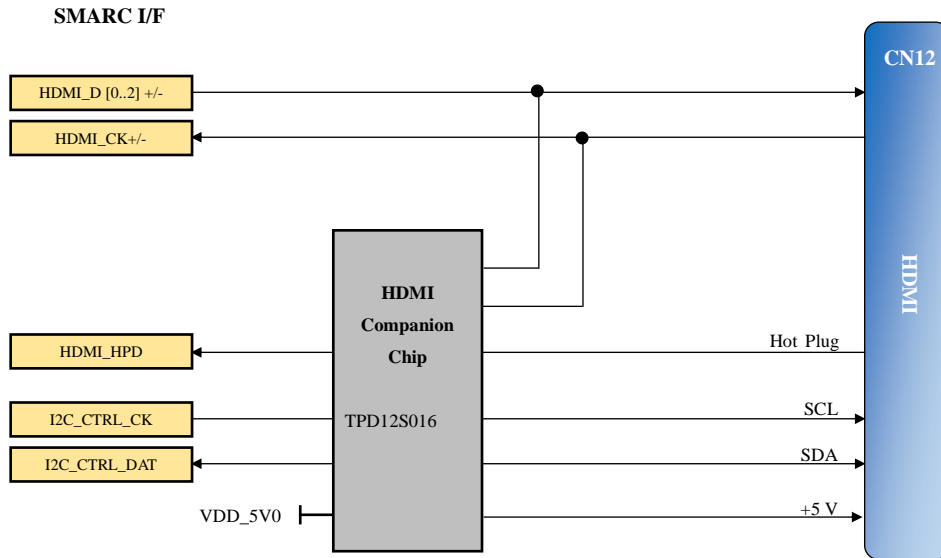 SMARC I/F
CN12
HDMI_D [0..2] +/-
HDMI_CK+/-
HDMI
HDMI
Companion
Chip
HDMI_HPD
Hot Plug
I2C_CTRL_CK
TPD12S016
SCL
I2C_CTRL_DAT
SDA
VDD_5V0
+5 V